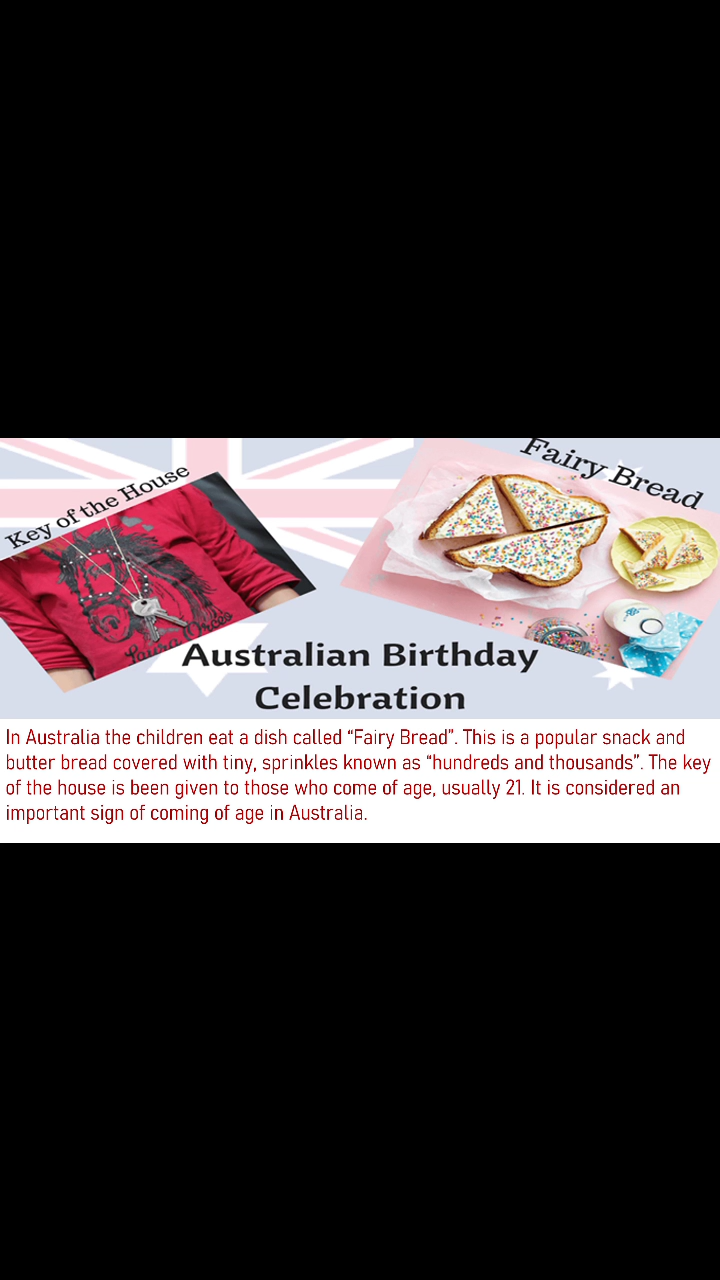 Key of the House
Fairy Bread
Laura Orces
Australian Birthday
Celebration
In Australia the children eat a dish called “Fairy Bread”. This is a popular snack and
butter bread covered with tiny, sprinkles known as “hundreds and thousands”. The key
of the house is been given to those who come of age, usually 21. It is considered an
important sign of coming of age in Australia.